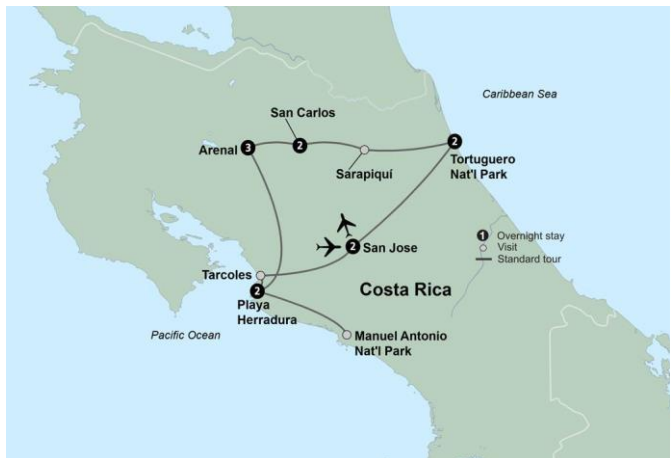 Caribbean Sea
San Carlos
2
Arenal
3
2
Sarapiquí
Tortuguero
Nat'l Park
2
San Jose
1 Overnight stay
Visit
Standard tour
Tarcoles
Costa Rica
2
Playa
Herradura
Pacific Ocean
Manuel Antonio
Nat'l Park